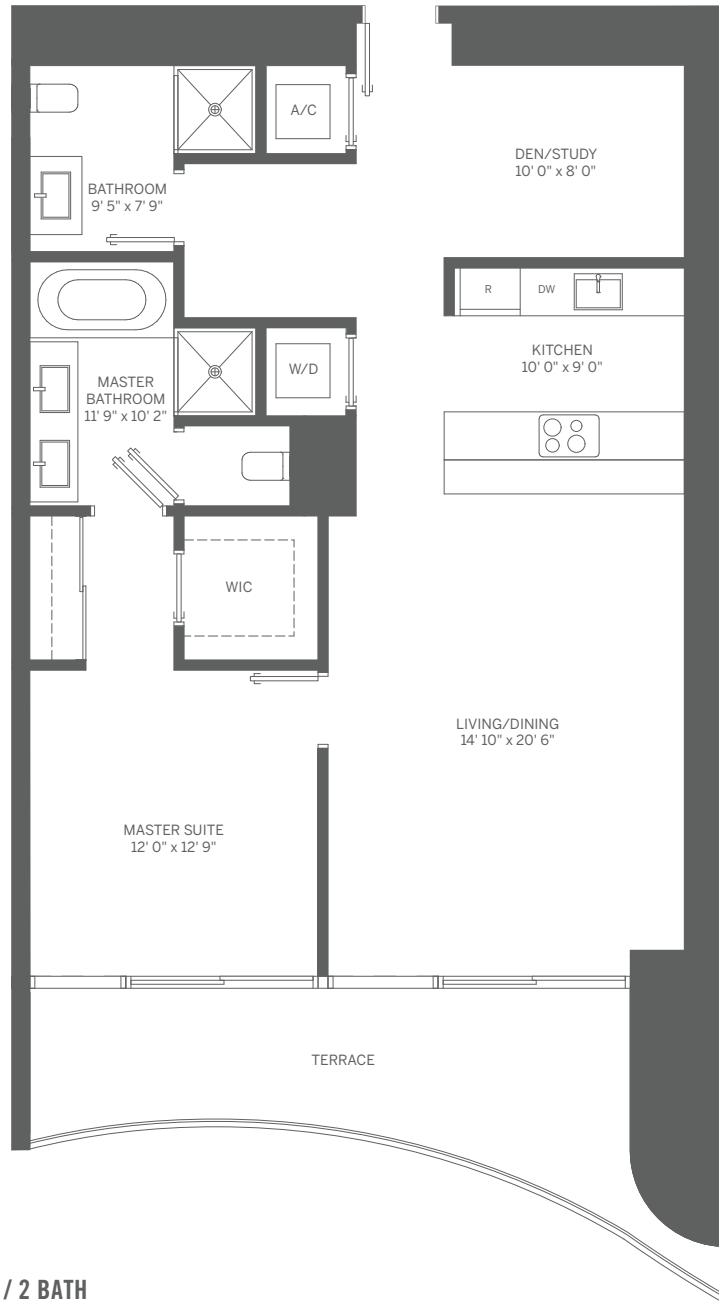 A/C
DEN/STUDY
10' 0" x 8' 0"
BATHROOM
9' 5" x 7' 9"
R
DW
KITCHEN
10' 0" x 9' 0"
W/D
MASTER
BATHROOM
11' 9" x 10' 2"
WIC
LIVING/DINING
14' 10" x 20' 6"
MASTER SUITE
12' 0" x 12' 9"
TERRACE
/ 2 BATH